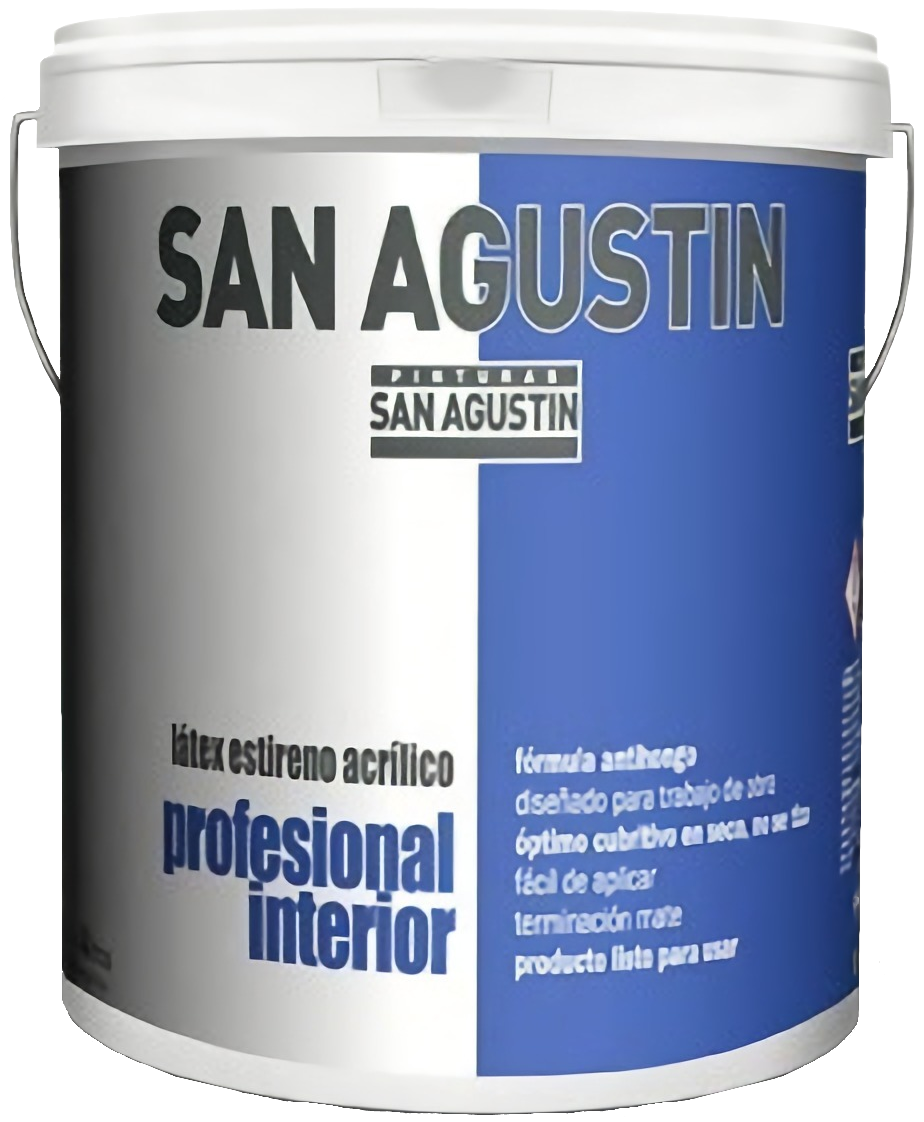 SAN AGUSTIN
PINTURAS
SAN AGUSTIN
látex estireno acrílico
profesional
interior
fórmula antihongo
diseñado para trabajo de obra
óptimo cubritivo en seco, no se
fácil de aplicar
terminación mate
producto listo para usar